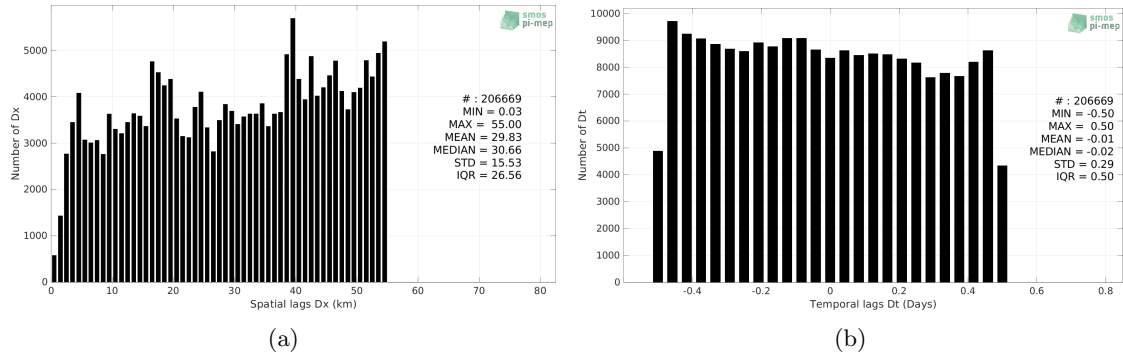 smos
pi-mep
5000
4000
3000
2000
1000
0
Number of Dx
# : 206669
MIN = 0.03
MAX = 55.00
MEAN = 29.83
MEDIAN = 30.66
STD = 15.53
IQR = 26.56
0 10 20 30 40 50 60 70 80
Spatial lags Dx (km)
(a)
smos
pi-mep
10000
9000
8000
7000
6000
5000
4000
3000
2000
1000
0
Number of Dt
# : 206669
MIN = -0.50
MAX = 0.50
MEAN = -0.01
MEDIAN = -0.02
STD = 0.29
IQR = 0.50
-0.4 -0.2 0 0.2 0.4 0.6 0.8
Temporal lags Dt (Days)
(b)